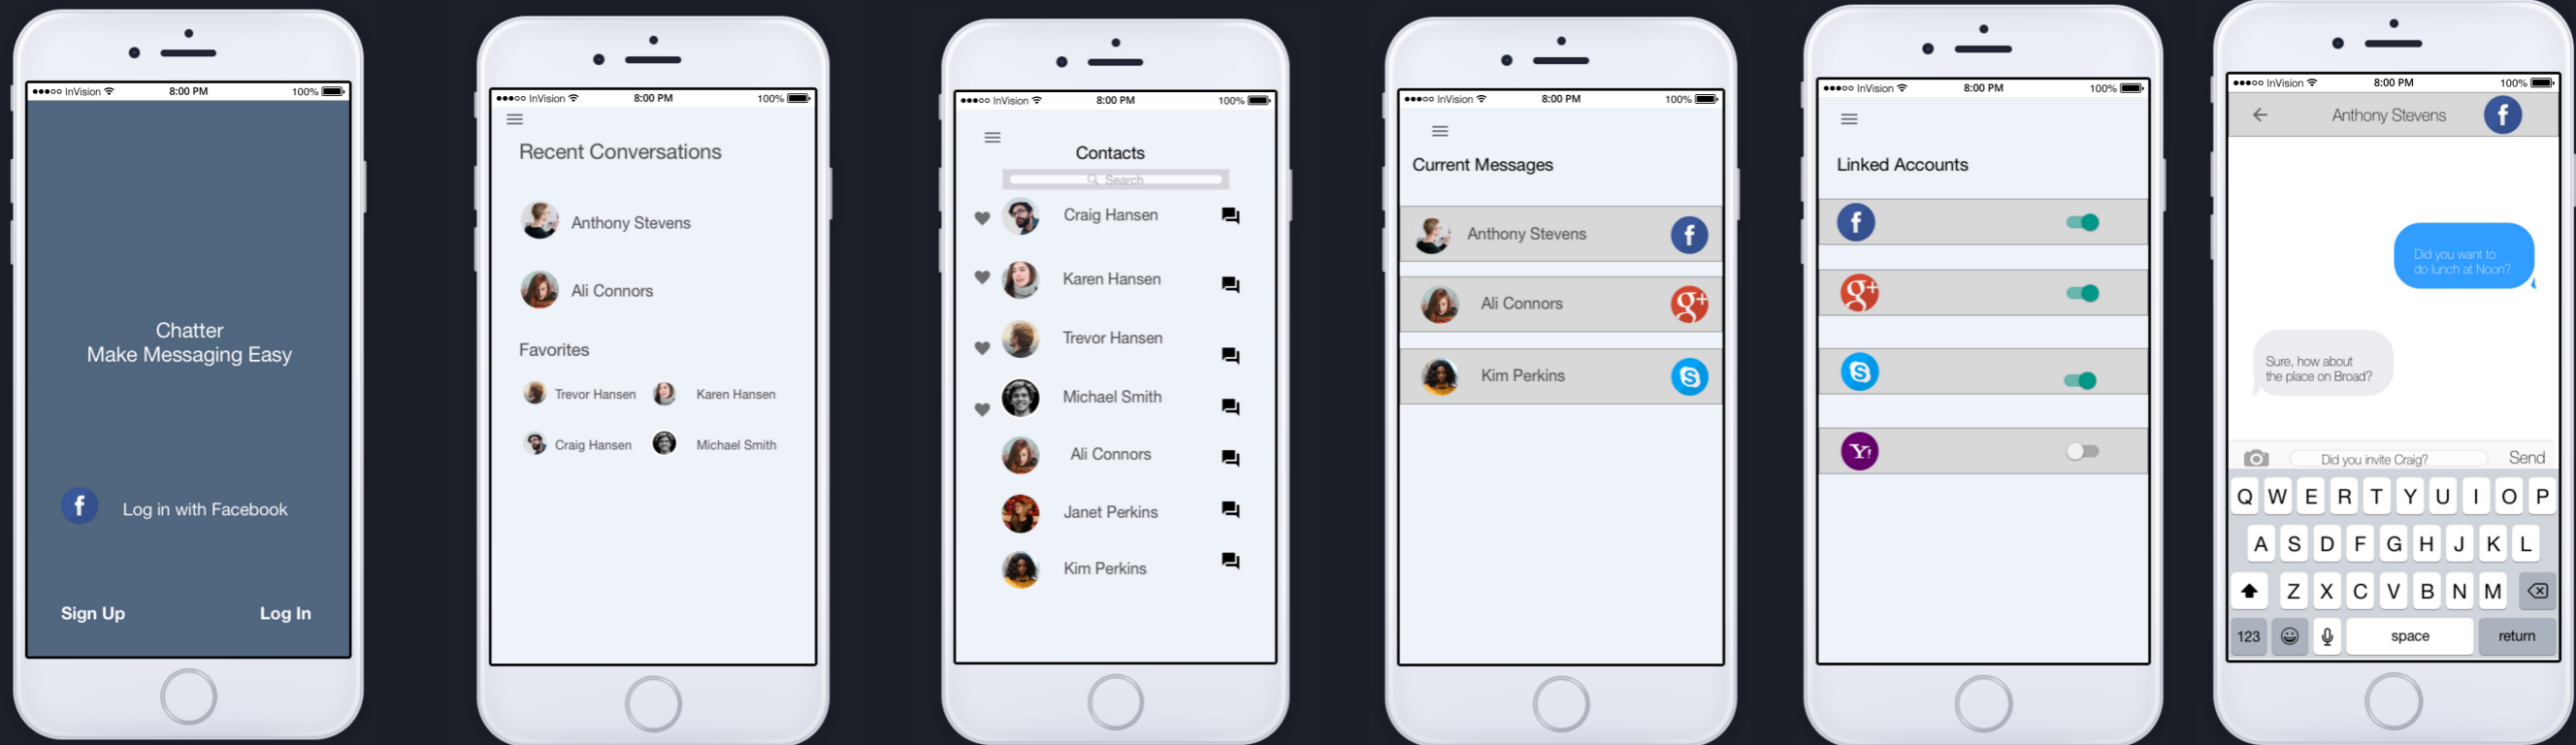 InVision 8:00 PM 100%
Chatter
Make Messaging Easy
f Log in with Facebook
Sign Up Log In
InVision 8:00 PM 100%
Recent Conversations
Anthony Stevens
Ali Connors
Favorites
Trevor Hansen Karen Hansen
Craig Hansen Michael Smith
InVision 8:00 PM 100%
Contacts
Search
Craig Hansen
Karen Hansen
Trevor Hansen
Michael Smith
Ali Connors
Janet Perkins
Kim Perkins
InVision 8:00 PM 100%
Current Messages
Anthony Stevens f
Ali Connors g+
Kim Perkins S
InVision 8:00 PM 100%
Linked Accounts
f
g+
S
Y!
InVision 8:00 PM 100%
Anthony Stevens f
Did you want to
do lunch at Noon?
Sure, how about
the place on Broad?
Did you invite Craig? Send
Q W E R T Y U I O P
A S D F G H J K L
Z X C V B N M
123 space return